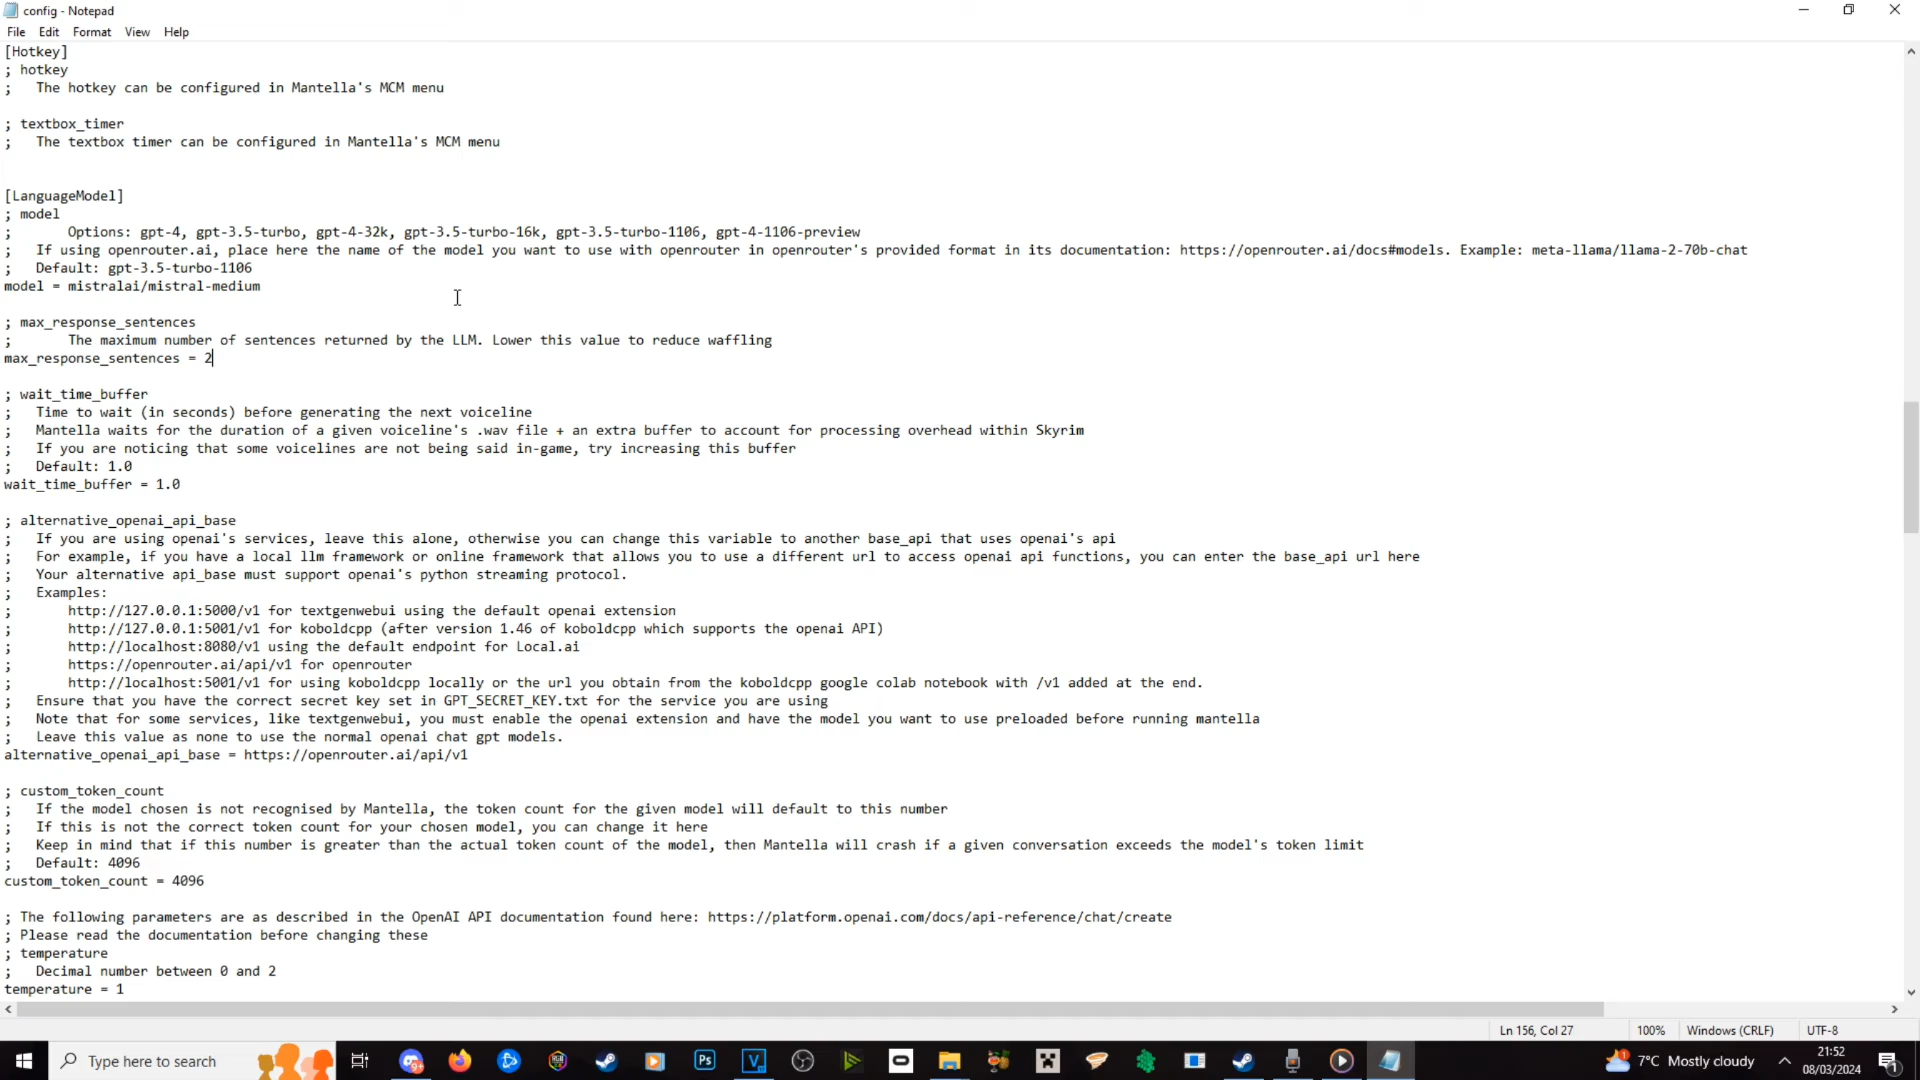 config - Notepad
File Edit Format View Help
[Hotkey]
; hotkey
;   The hotkey can be configured in Mantella's MCM menu
; textbox_timer
;   The textbox timer can be configured in Mantella's MCM menu
[LanguageModel]
; model
;       Options: gpt-4, gpt-3.5-turbo, gpt-4-32k, gpt-3.5-turbo-16k, gpt-3.5-turbo-1106, gpt-4-1106-preview
;   If using openrouter.ai, place here the name of the model you want to use with openrouter in openrouter's provided format in its documentation: https://openrouter.ai/docs#models. Example: meta-llama/llama-2-70b-chat
;   Default: gpt-3.5-turbo-1106
model = mistralai/mistral-medium
; max_response_sentences
;       The maximum number of sentences returned by the LLM. Lower this value to reduce waffling
max_response_sentences = 2
; wait_time_buffer
;   Time to wait (in seconds) before generating the next voiceline
;   Mantella waits for the duration of a given voiceline's .wav file + an extra buffer to account for processing overhead within Skyrim
;   If you are noticing that some voicelines are not being said in-game, try increasing this buffer
;   Default: 1.0
wait_time_buffer = 1.0
; alternative_openai_api_base
;   If you are using openai's services, leave this alone, otherwise you can change this variable to another base_api that uses openai's api
;   For example, if you have a local llm framework or online framework that allows you to use a different url to access openai api functions, you can enter the base_api url here
;   Your alternative api_base must support openai's python streaming protocol.
;   Examples:
;       http://127.0.0.1:5000/v1 for textgenwebui using the default openai extension
;       http://127.0.0.1:5001/v1 for koboldcpp (after version 1.46 of koboldcpp which supports the openai API)
;       http://localhost:8080/v1 using the default endpoint for Local.ai
;       https://openrouter.ai/api/v1 for openrouter
;       http://localhost:5001/v1 for using koboldcpp locally or the url you obtain from the koboldcpp google colab notebook with /v1 added at the end.
;   Ensure that you have the correct secret key set in GPT_SECRET_KEY.txt for the service you are using
;   Note that for some services, like textgenwebui, you must enable the openai extension and have the model you want to use preloaded before running mantella
;   Leave this value as none to use the normal openai chat gpt models.
alternative_openai_api_base = https://openrouter.ai/api/v1
; custom_token_count
;   If the model chosen is not recognised by Mantella, the token count for the given model will default to this number
;   If this is not the correct token count for your chosen model, you can change it here
;   Keep in mind that if this number is greater than the actual token count of the model, then Mantella will crash if a given conversation exceeds the model's token limit
;   Default: 4096
custom_token_count = 4096
; The following parameters are as described in the OpenAI API documentation found here: https://platform.openai.com/docs/api-reference/chat/create
; Please read the documentation before changing these
; temperature
;   Decimal number between 0 and 2
temperature = 1
Ln 156, Col 27 100% Windows (CRLF) UTF-8
Type here to search Ps V 7°C Mostly cloudy 21:52
08/03/2024